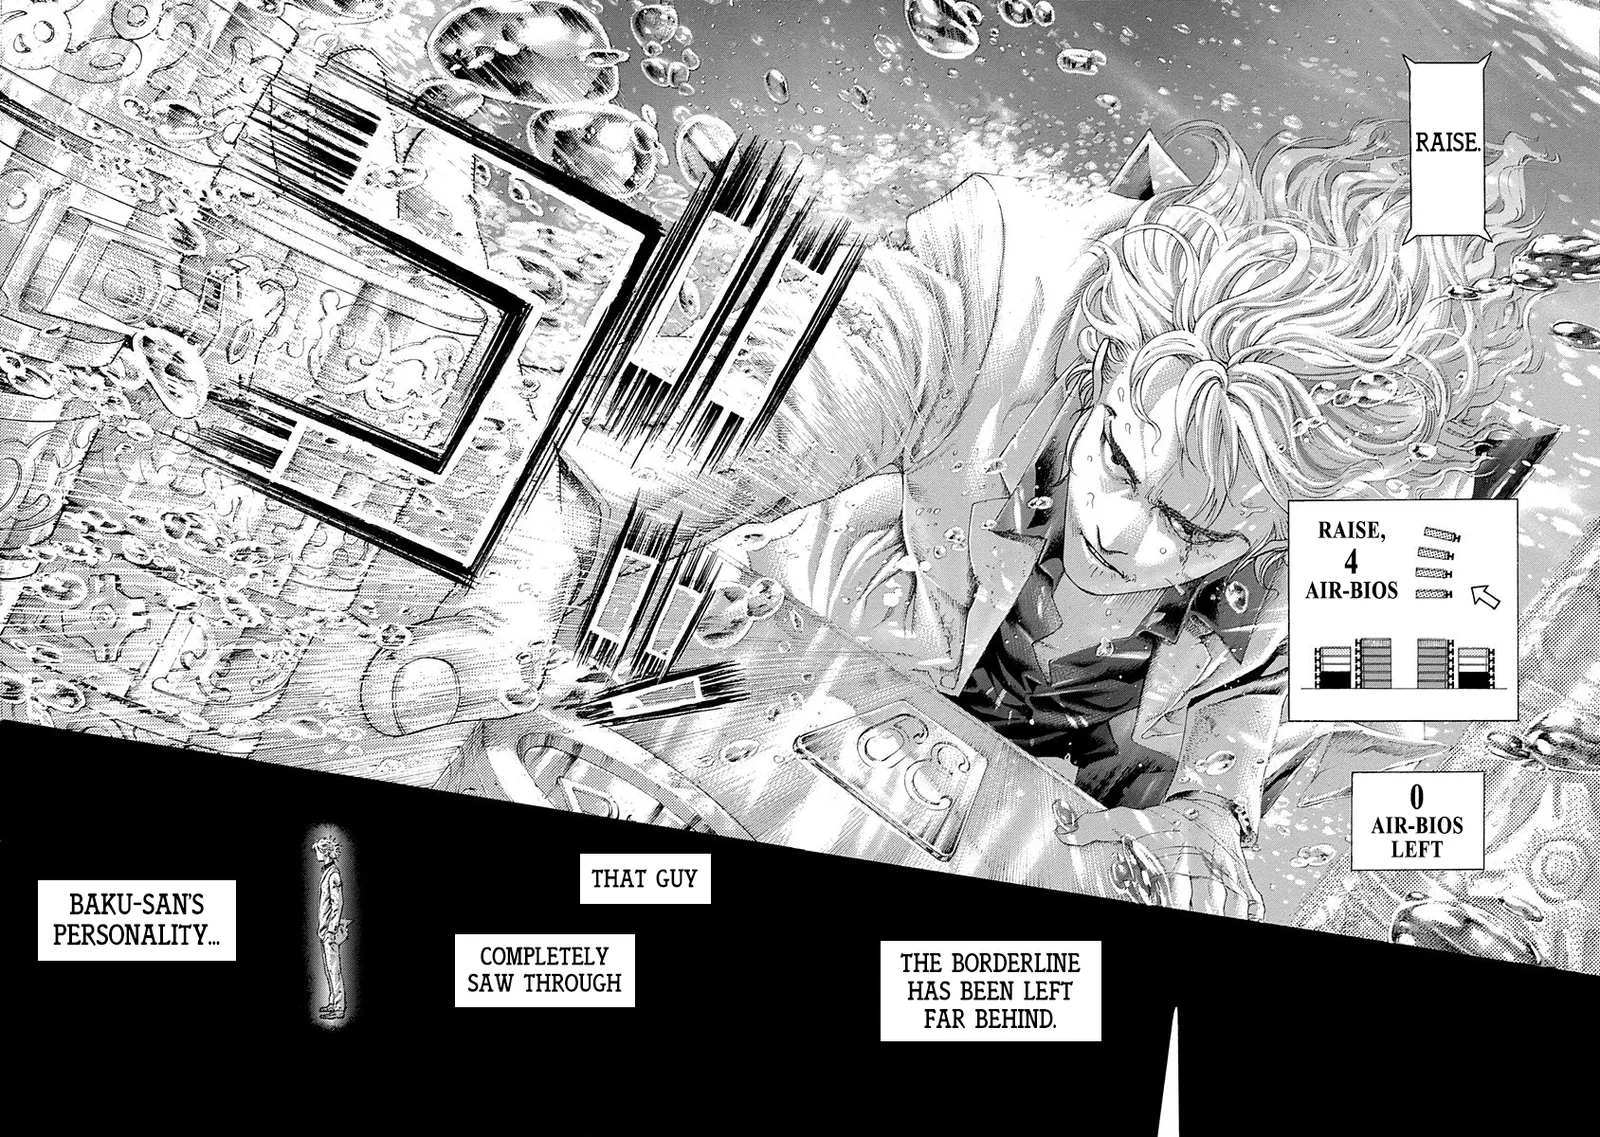 RAISE.
RAISE,
4
AIR-BIOS
0
AIR-BIOS
LEFT
THE BORDERLINE
HAS BEEN LEFT
FAR BEHIND.
THAT GUY
COMPLETELY
SAW THROUGH
BAKU-SAN'S
PERSONALITY...